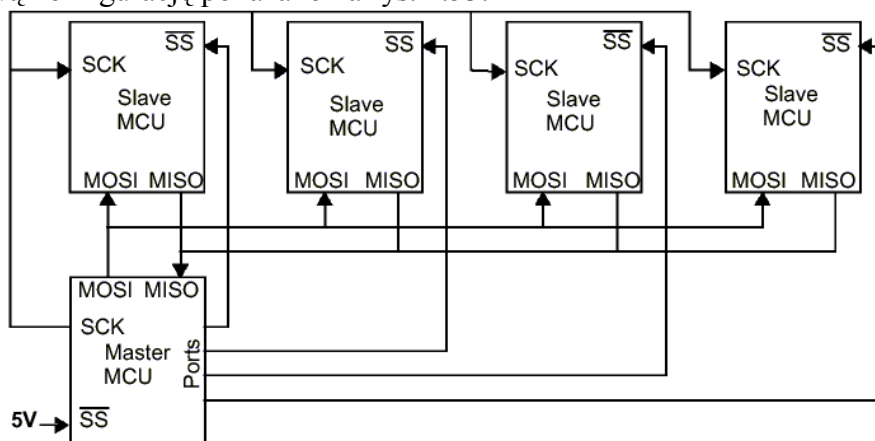 SS SS SS SS
SCK SCK SCK SCK
Slave Slave Slave Slave
MCU MCU MCU MCU
MOSI MISO MOSI MISO MOSI MISO MOSI MISO
MOSI MISO
SCK
Master
MCU
Ports
5V SS